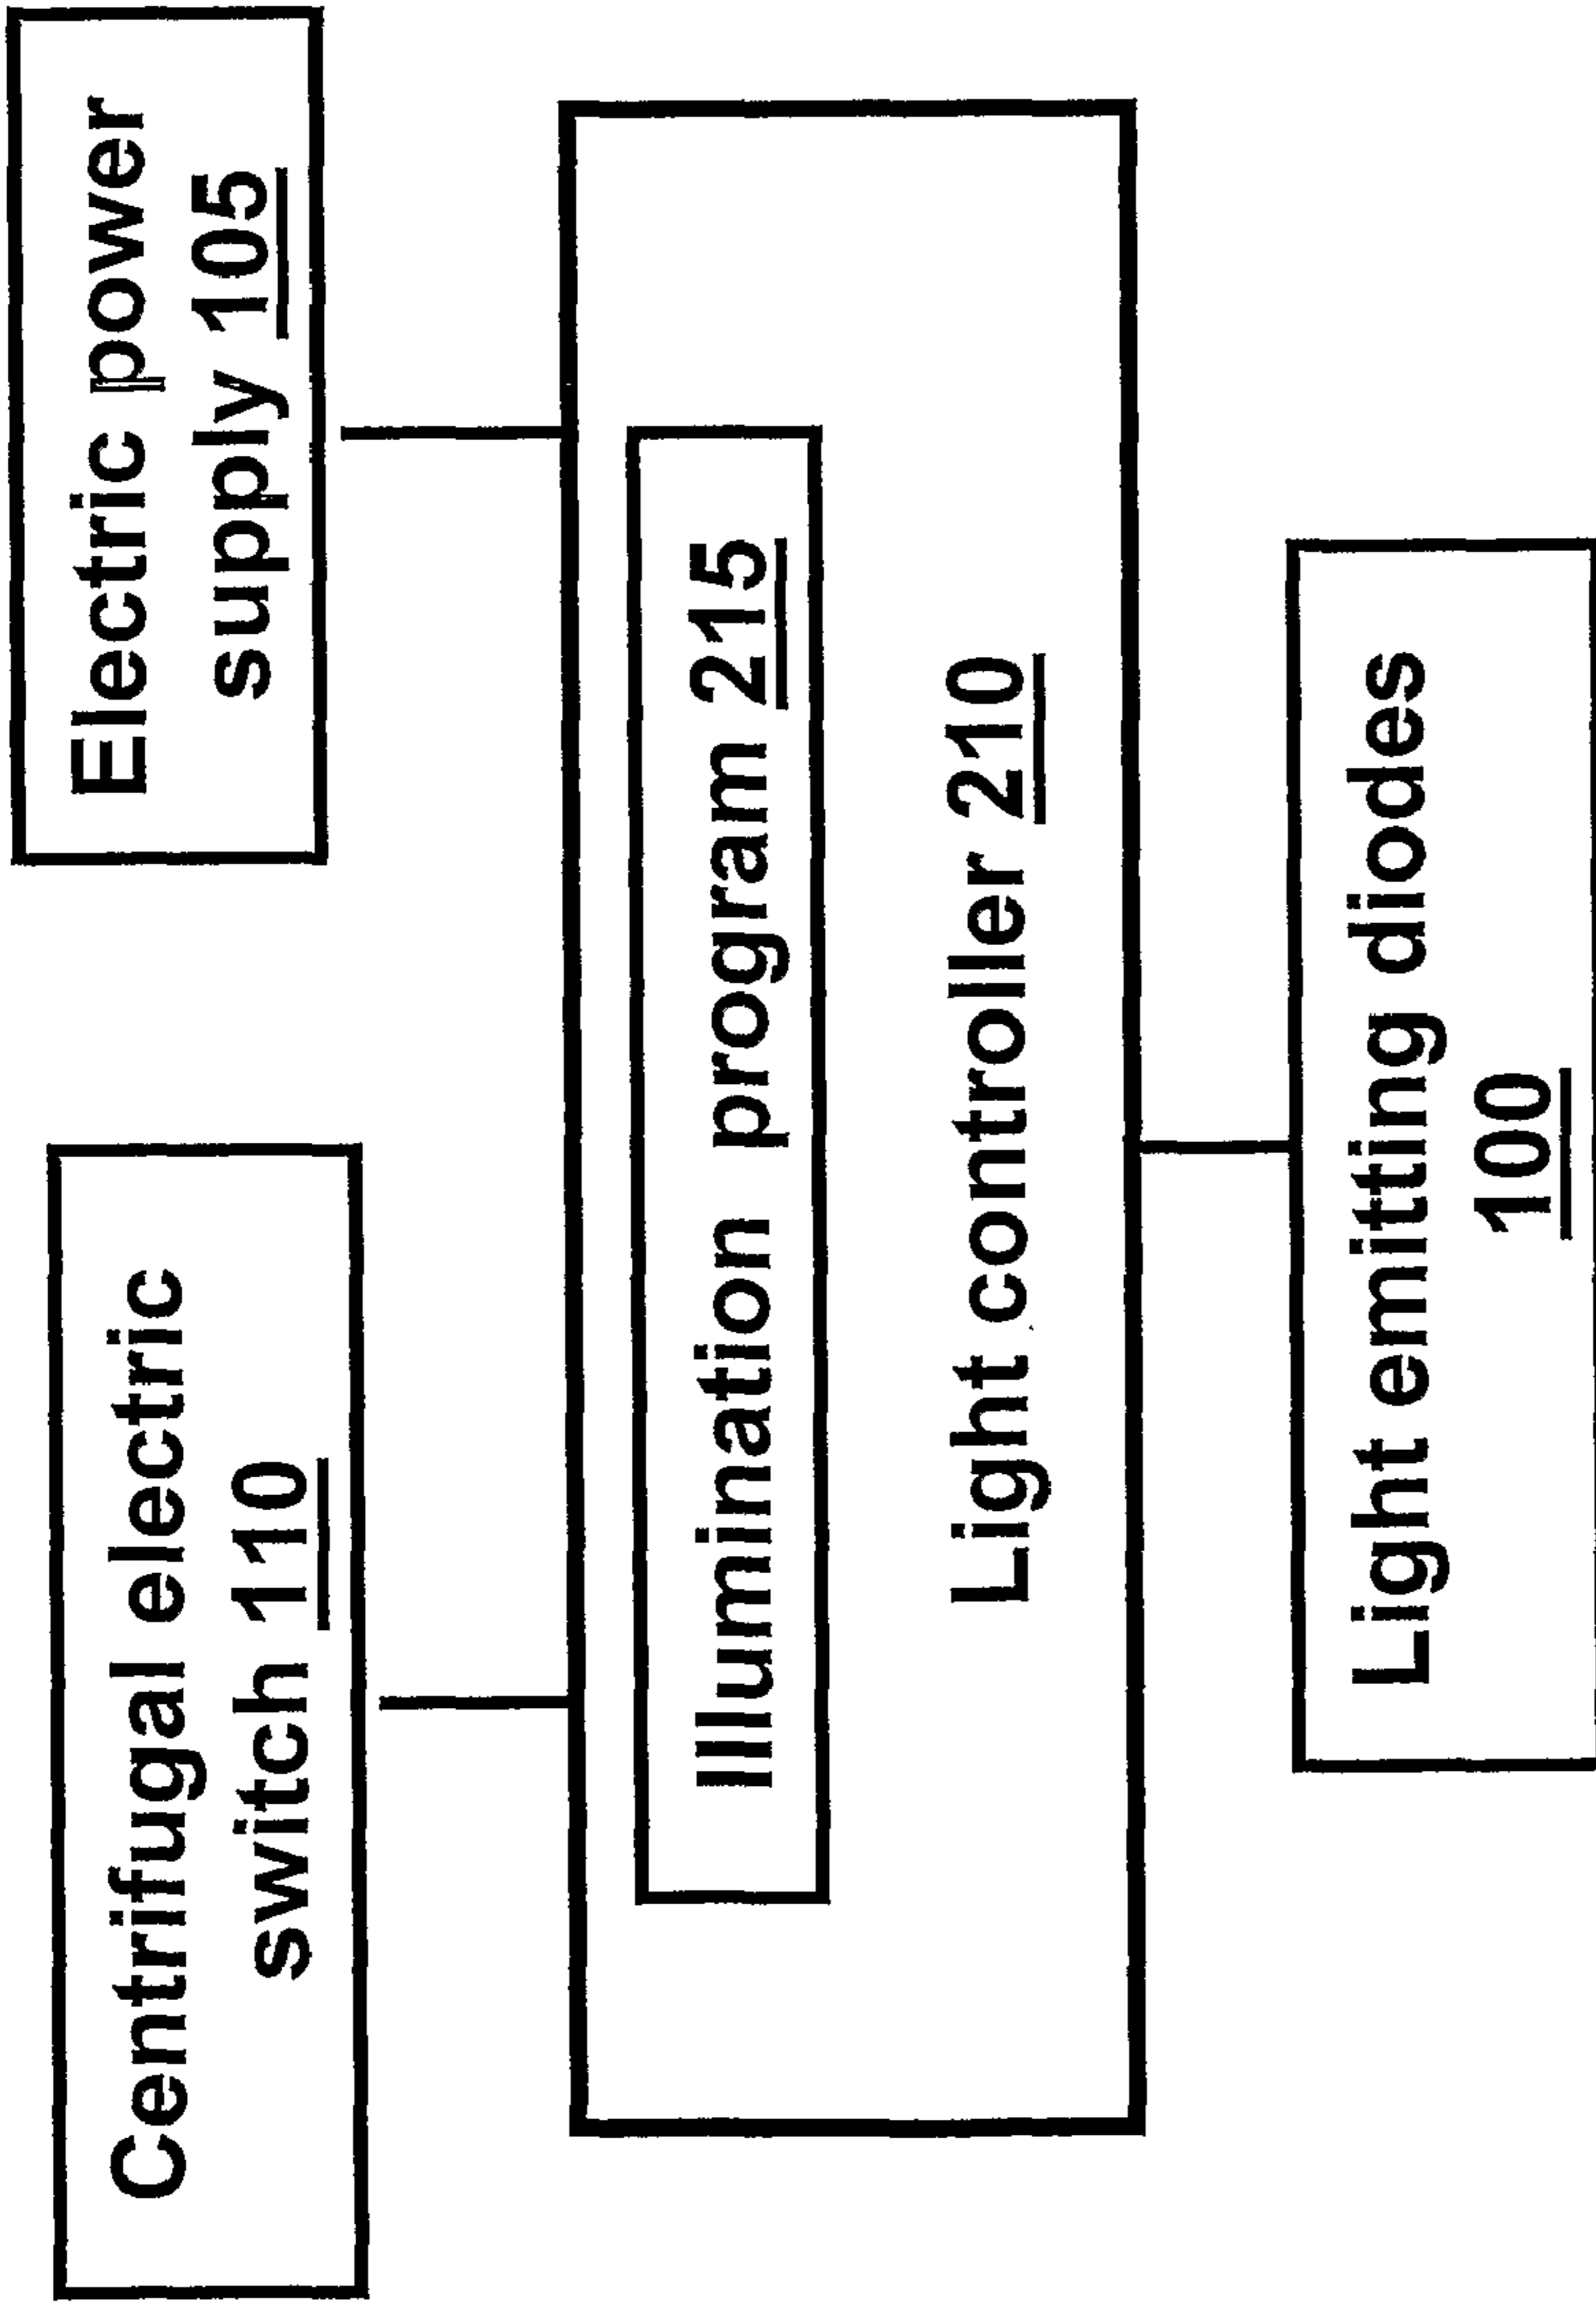 Centrifugal electric
switch 110
Electric power
supply 105
Illumination program 215
Light controller 210
Light emitting diodes
100